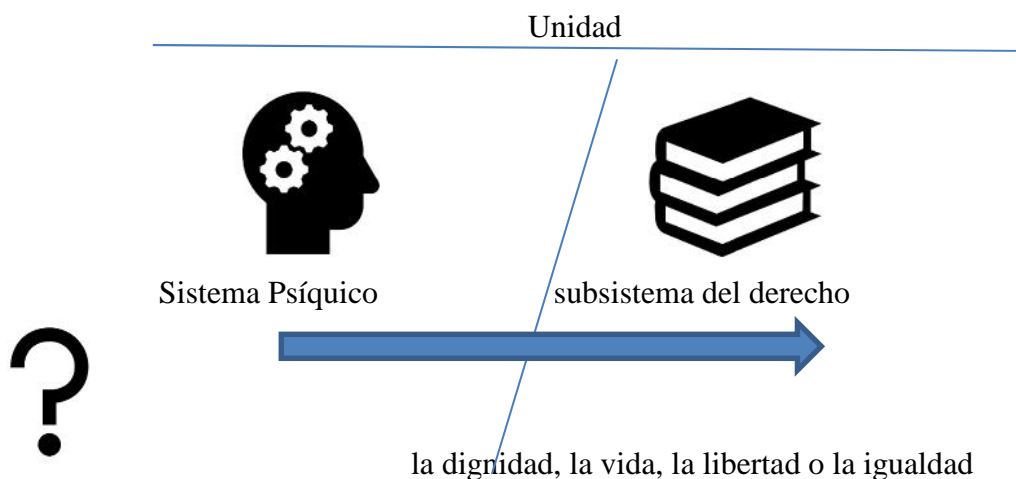 Unidad
Sistema Psíquico
subsistema del derecho
?
la dignidad, la vida, la libertad o la igualdad